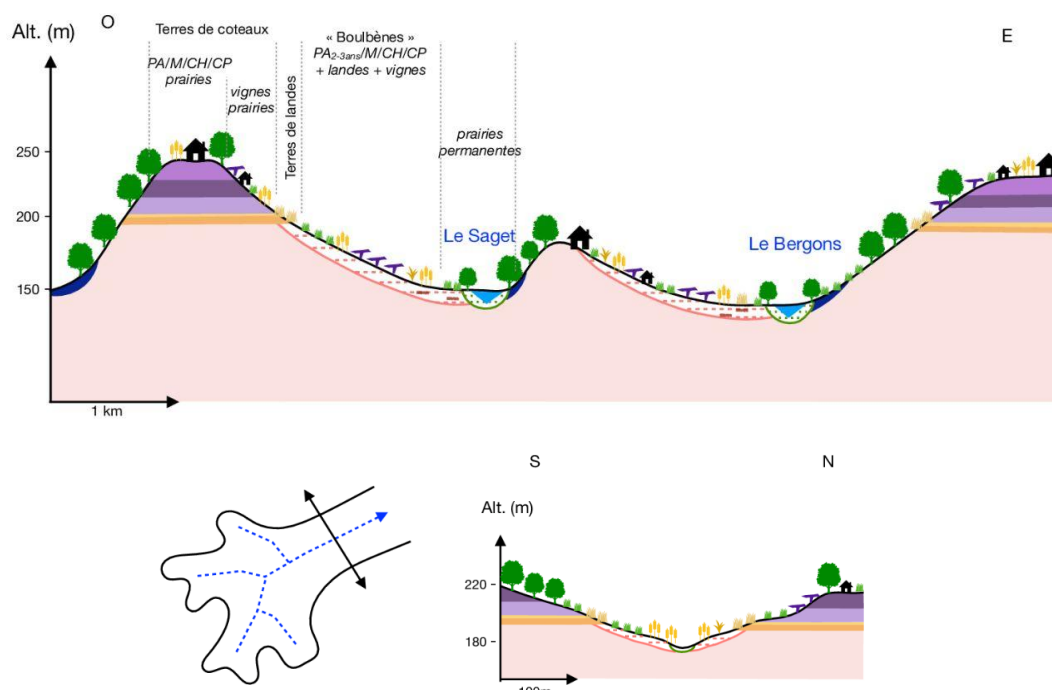 O
Alt. (m)
Terres de coteaux
« Boulbènes »
PA2-3ans/M/CH/CP
+ landes + vignes
E
PA/M/CH/CP
prairies
vignes
prairies
Terres de landes
prairies
permanentes
250
200
150
Le Saget
Le Bergons
1 km
S
N
Alt. (m)
220
180
100m